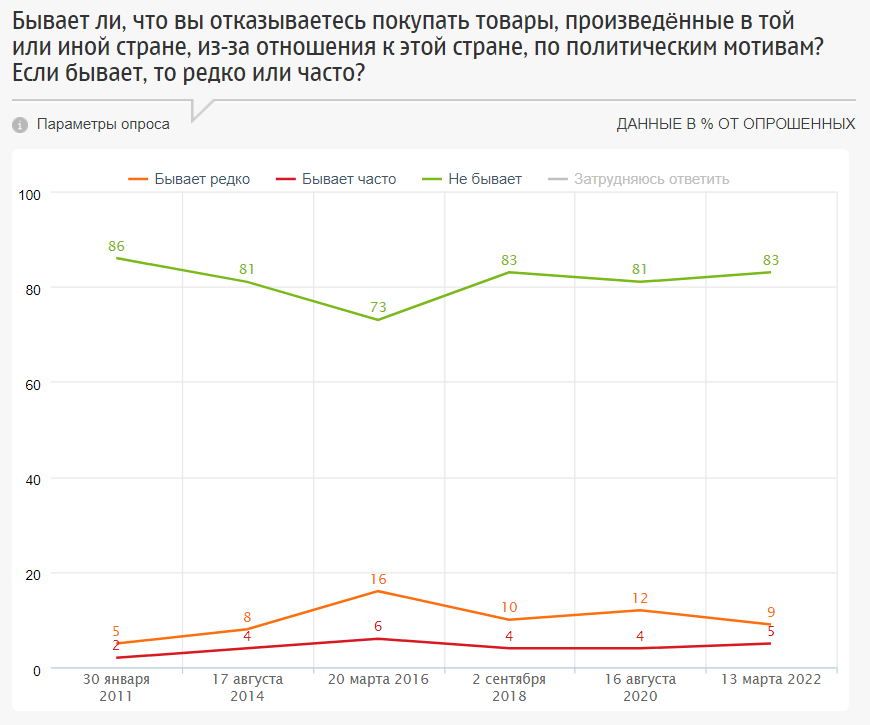 Бывает ли, что вы отказываетесь покупать товары, произведённые в той
или иной стране, из-за отношения к этой стране, по политическим мотивам?
Если бывает, то редко или часто?
Параметры опроса
ДАННЫЕ В % ОТ ОПРОШЕННЫХ
Бывает редко Бывает часто Не бывает Затрудняюсь ответить
100
80
60
40
20
0
86 81 73 83 81 83
5 8 16 10 12 9
2 4 6 4 4 5
30 января 17 августа 20 марта 2016 2 сентября 16 августа 13 марта 2022
2011 2014 2018 2020